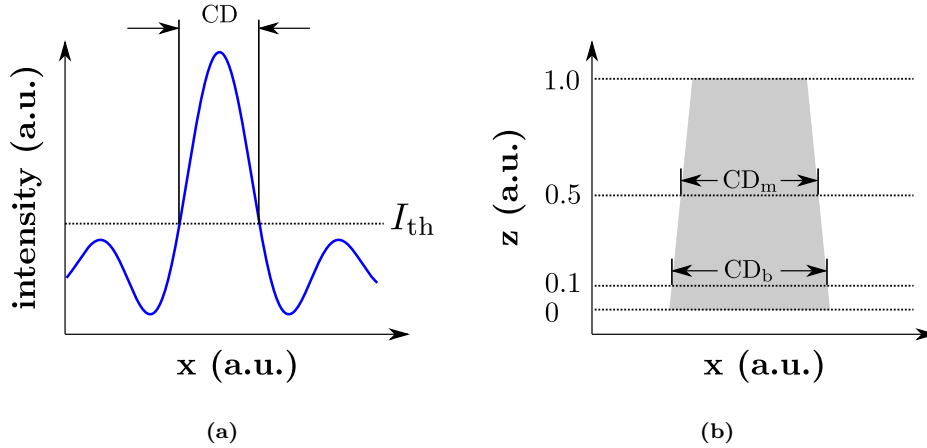 CD
intensity (a.u.)
I_th
x (a.u.)
(a)
1.0
CD_m
0.5
z (a.u.)
CD_b
0.1
0
x (a.u.)
(b)